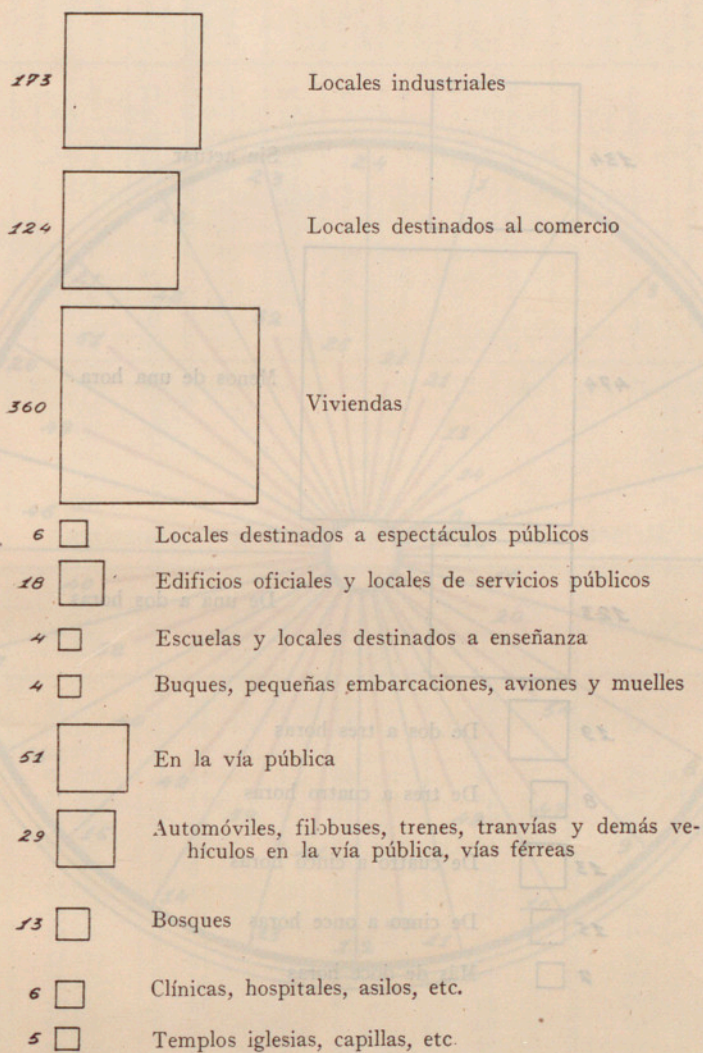 173 Locales industriales
124 Locales destinados al comercio
360 Viviendas
6 Locales destinados a espectáculos públicos
18 Edificios oficiales y locales de servicios públicos
4 Escuelas y locales destinados a enseñanza
4 Buques, pequeñas embarcaciones, aviones y muelles
51 En la vía pública
29 Automóviles, filobuses, trenes, tranvías y demás ve-
hículos en la vía pública, vías férreas
13 Bosques
6 Clínicas, hospitales, asilos, etc.
5 Templos iglesias, capillas, etc.